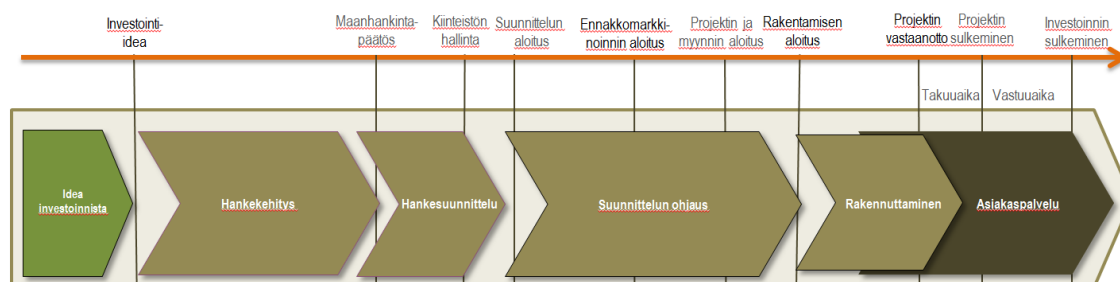 Investointi-
idea
Maanhankinta-
päätös
Kiinteistön
hallinta
Suunnittelun
aloitus
Ennakkomarkki-
noinnin aloitus
Projektin ja
myynnin aloitus
Rakentamisen
aloitus
Projektin
vastaanotto
Projektin
sulkeminen
Investoinnin
sulkeminen
Takuuaika
Vastuuaika
Idea
investoinnista
Hankekehitys
Hankesuunnittelu
Suunnittelun ohjaus
Rakennuttaminen
Asiakaspalvelu